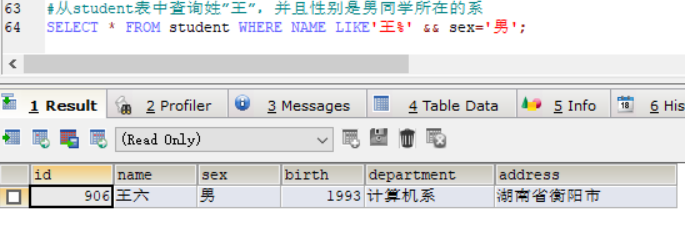 63 #从student表中查询姓”王”，并且性别是男同学所在的系
64 SELECT * FROM student WHERE NAME LIKE'王%' && sex='男';
1 Result 2 Profiler 3 Messages 4 Table Data 5 Info 18 6 His
(Read Only)
id name sex birth department address
906 王六 男 1993 计算机系 湖南省衡阳市